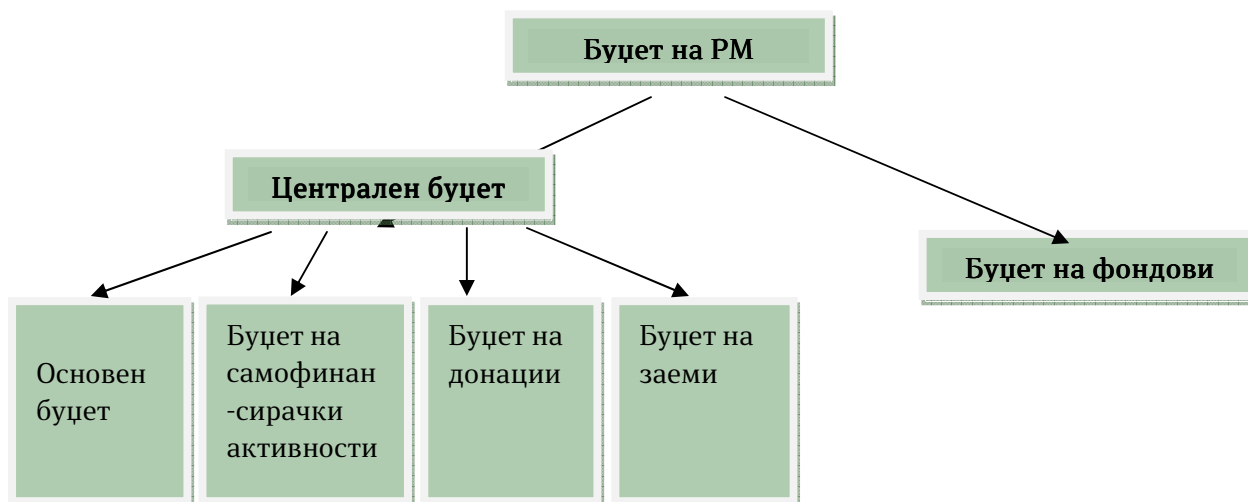 Буџет на РМ
Централен буџет
Буџет на фондови
Основен
буџет
Буџет на
самофинан
-сирачки
активности
Буџет на
донации
Буџет на
заеми